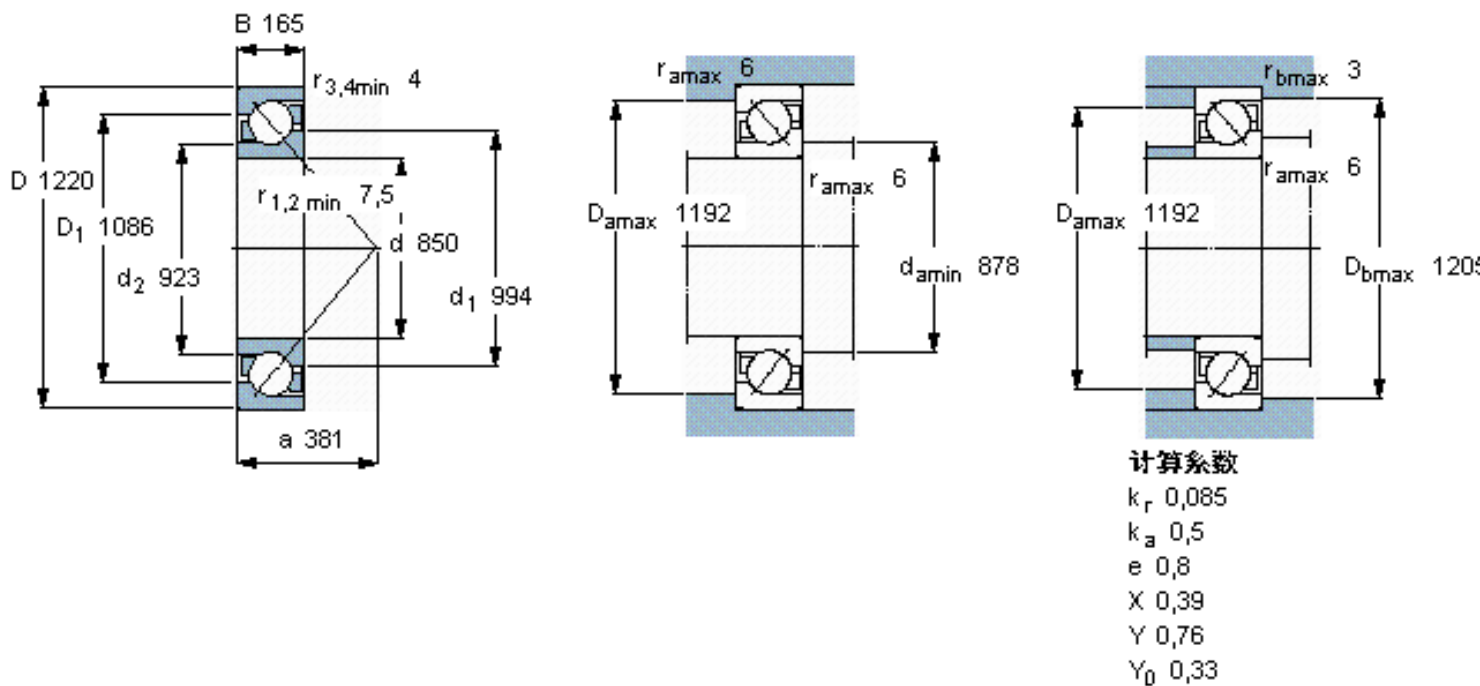 B 165
r3,4min 4
D 1220
D1 1086
d2 923
r1,2 min 7,5
d 850
d1 994
a 381
ramax 6
ramax 6
Damax 1192
damin 878
rbmax 3
ramax 6
Damax 1192
Dbmax 1205
计算系数
kr 0,085
ka 0,5
e 0,8
X 0,39
Y 0,76
Y0 0,33